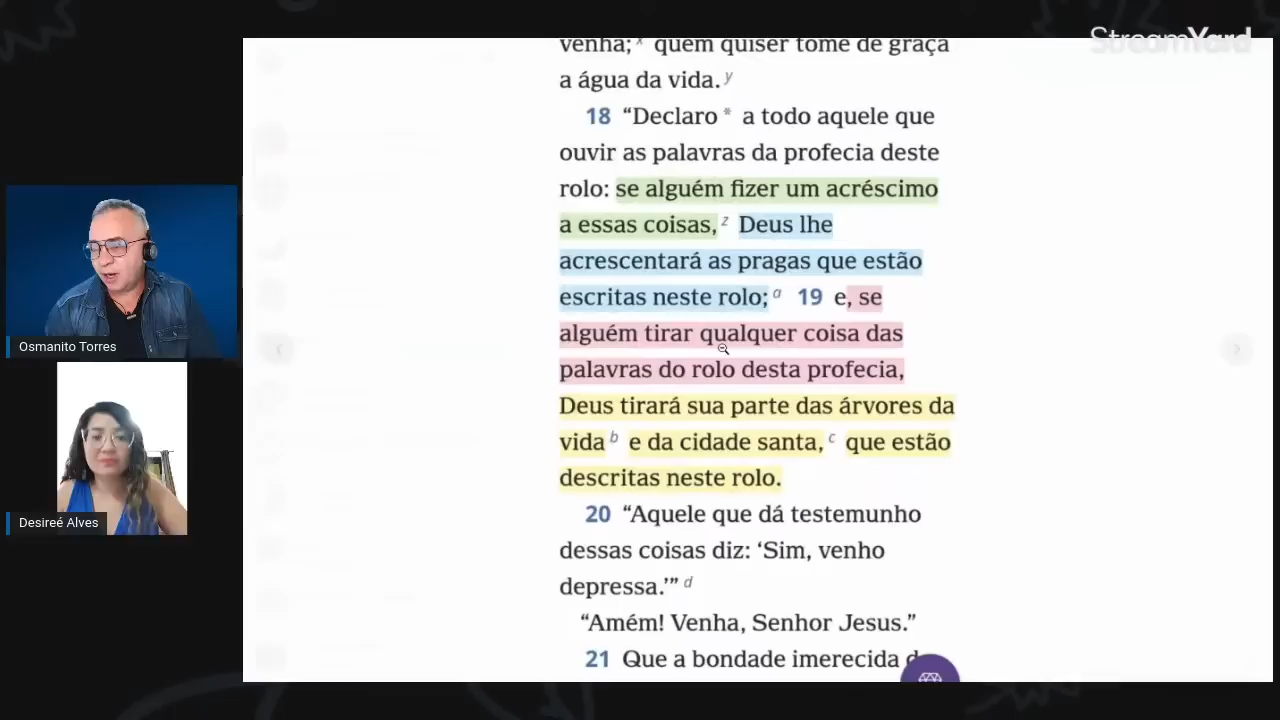 StreamYard
venha; x quem quiser tome de graça
a água da vida. y
18 “Declaro * a todo aquele que
ouvir as palavras da profecia deste
rolo: se alguém fizer um acréscimo
a essas coisas, z Deus lhe
acrescentará as pragas que estão
escritas neste rolo; a 19 e, se
alguém tirar qualquer coisa das
palavras do rolo desta profecia,
Deus tirará sua parte das árvores da
vida b e da cidade santa, c que estão
descritas neste rolo.
20 “Aquele que dá testemunho
dessas coisas diz: ‘Sim, venho
depressa.’” d
“Amém! Venha, Senhor Jesus.”
21 Que a bondade imerecida
Osmanito Torres
Desireé Alves